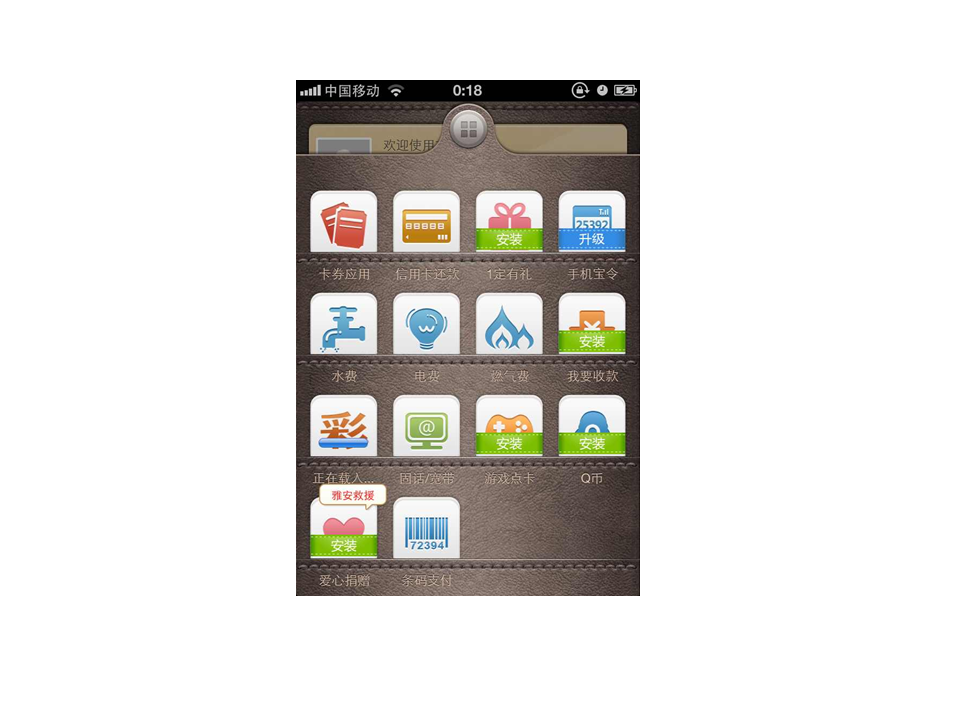 中国移动 0:18
欢迎使用
25392
安装 升级
卡券应用 信用卡还款 1定有礼 手机宝令
安装
水费 电费 燃气费 我要收款
彩 @ 安装 安装
正在载入... 固话/宽带 游戏点卡 Q币
雅安救援
安装 72394
爱心捐赠 条码支付